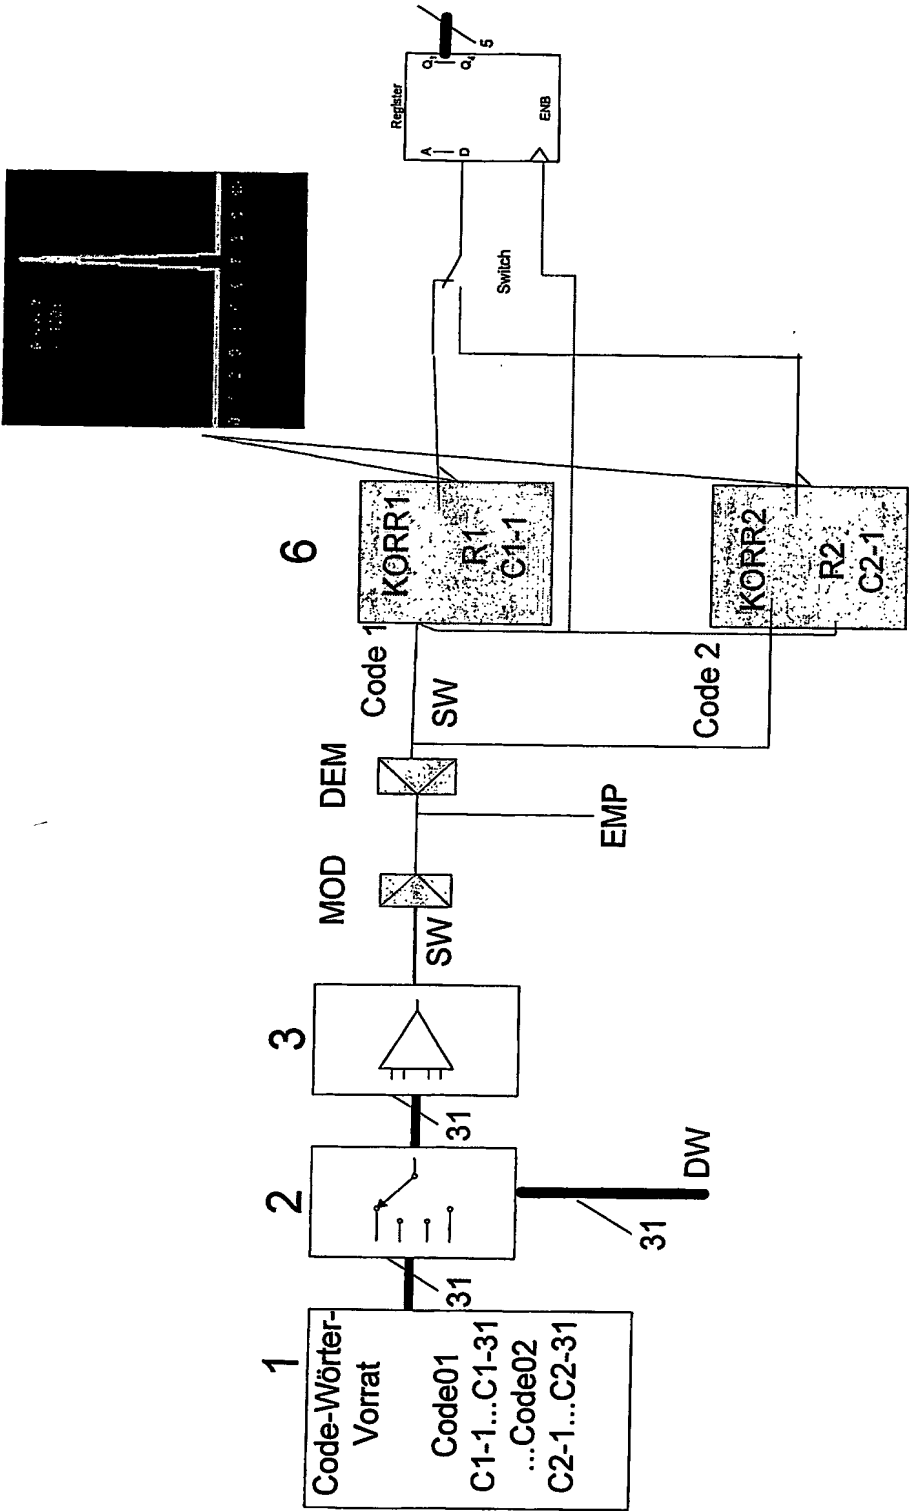 1
Code-Wörter-
Vorrat
Code01
C1-1...C1-31
...Code02
C2-1...C2-31
31
2
31
DW
31
3
SW
MOD
EMP
DEM
Code 1
SW
Code 2
6
KORR1
R1
C1-1
KORR2
R2
C2-1
Switch
Register
A
D
ENB
5